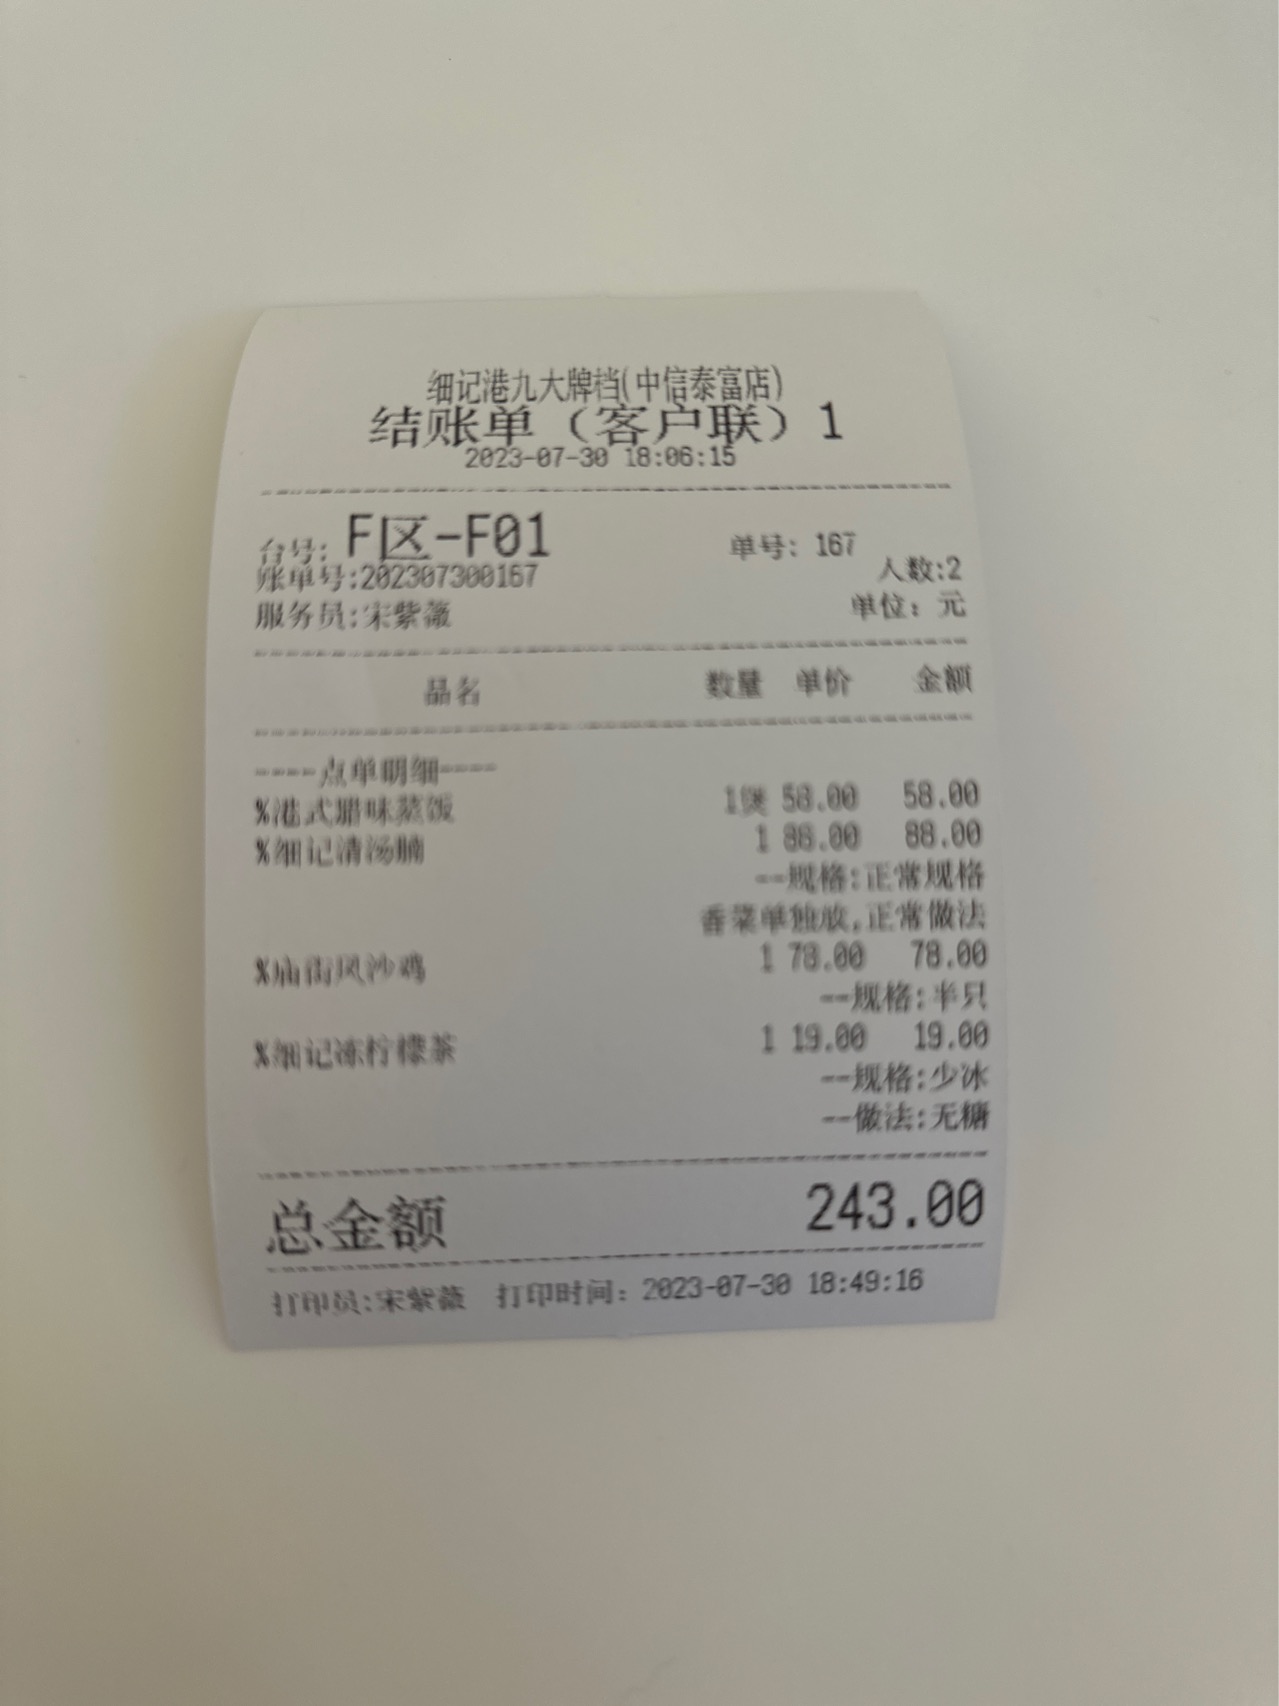 细记港九大牌档(中信泰富店)
结账单（客户联）1
2023-07-30 18:06:15
台号: F区-F01 单号: 167
账单号:202307300167 人数:2
服务员:宋紫薇 单位: 元
品名 数量 单价 金额
----点单明细----
%港式腊味蒸饭 1煲 58.00 58.00
%细记清汤腩 1 88.00 88.00
--规格:正常规格
香菜单独放,正常做法
%庙街风沙鸡 1 78.00 78.00
--规格:半只
%细记冻柠檬茶 1 19.00 19.00
--规格:少冰
--做法:无糖
总金额 243.00
打印员:宋紫薇 打印时间: 2023-07-30 18:49:16